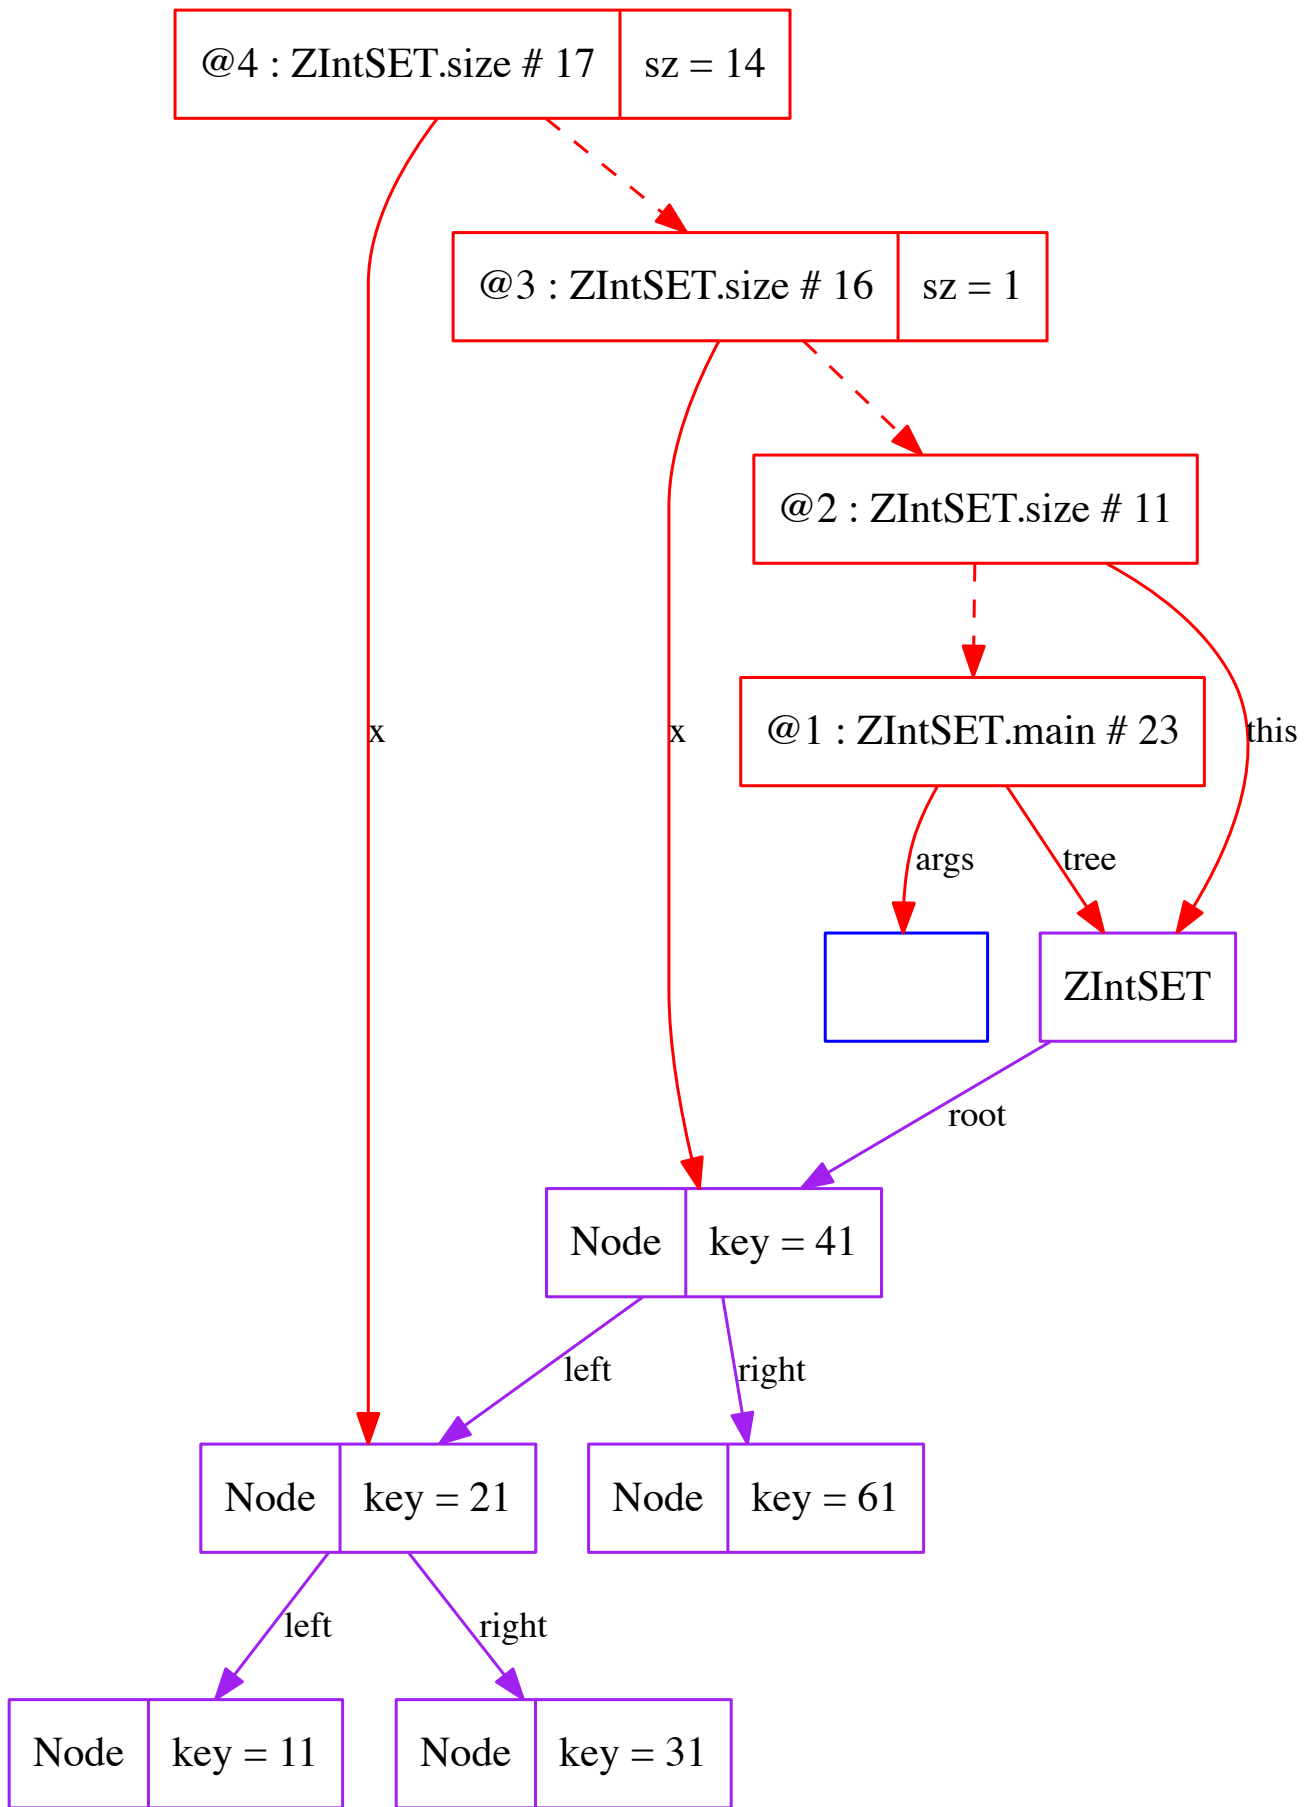 @4 : ZIntSET.size # 17 sz = 14
@3 : ZIntSET.size # 16 sz = 1
@2 : ZIntSET.size # 11
x x @1 : ZIntSET.main # 23 this
args tree
ZIntSET
root
Node key = 41
left right
Node key = 21 Node key = 61
left right
Node key = 11 Node key = 31